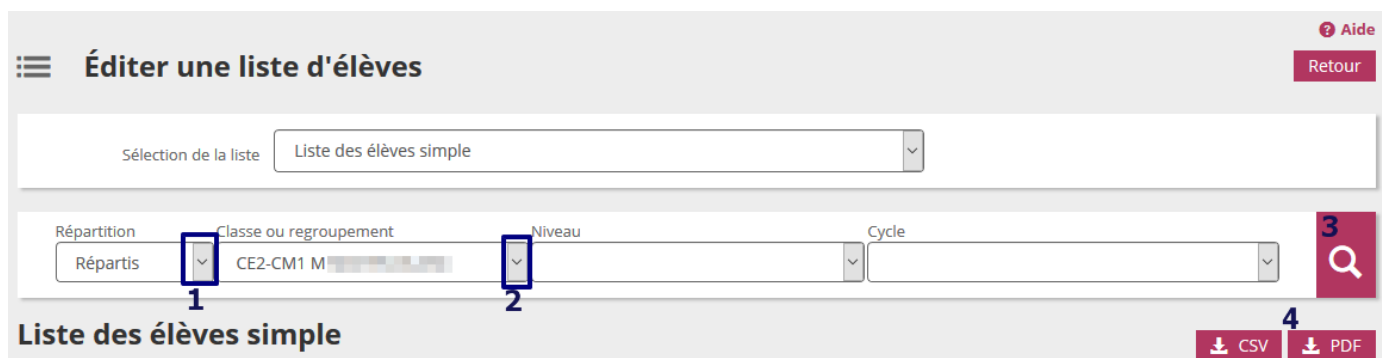 Aide
Éditer une liste d'élèves
Retour
Sélection de la liste Liste des élèves simple
Répartition Classe ou regroupement Niveau Cycle
3
Répartis CE2-CM1 M
1 2
4
Liste des élèves simple
CSV PDF